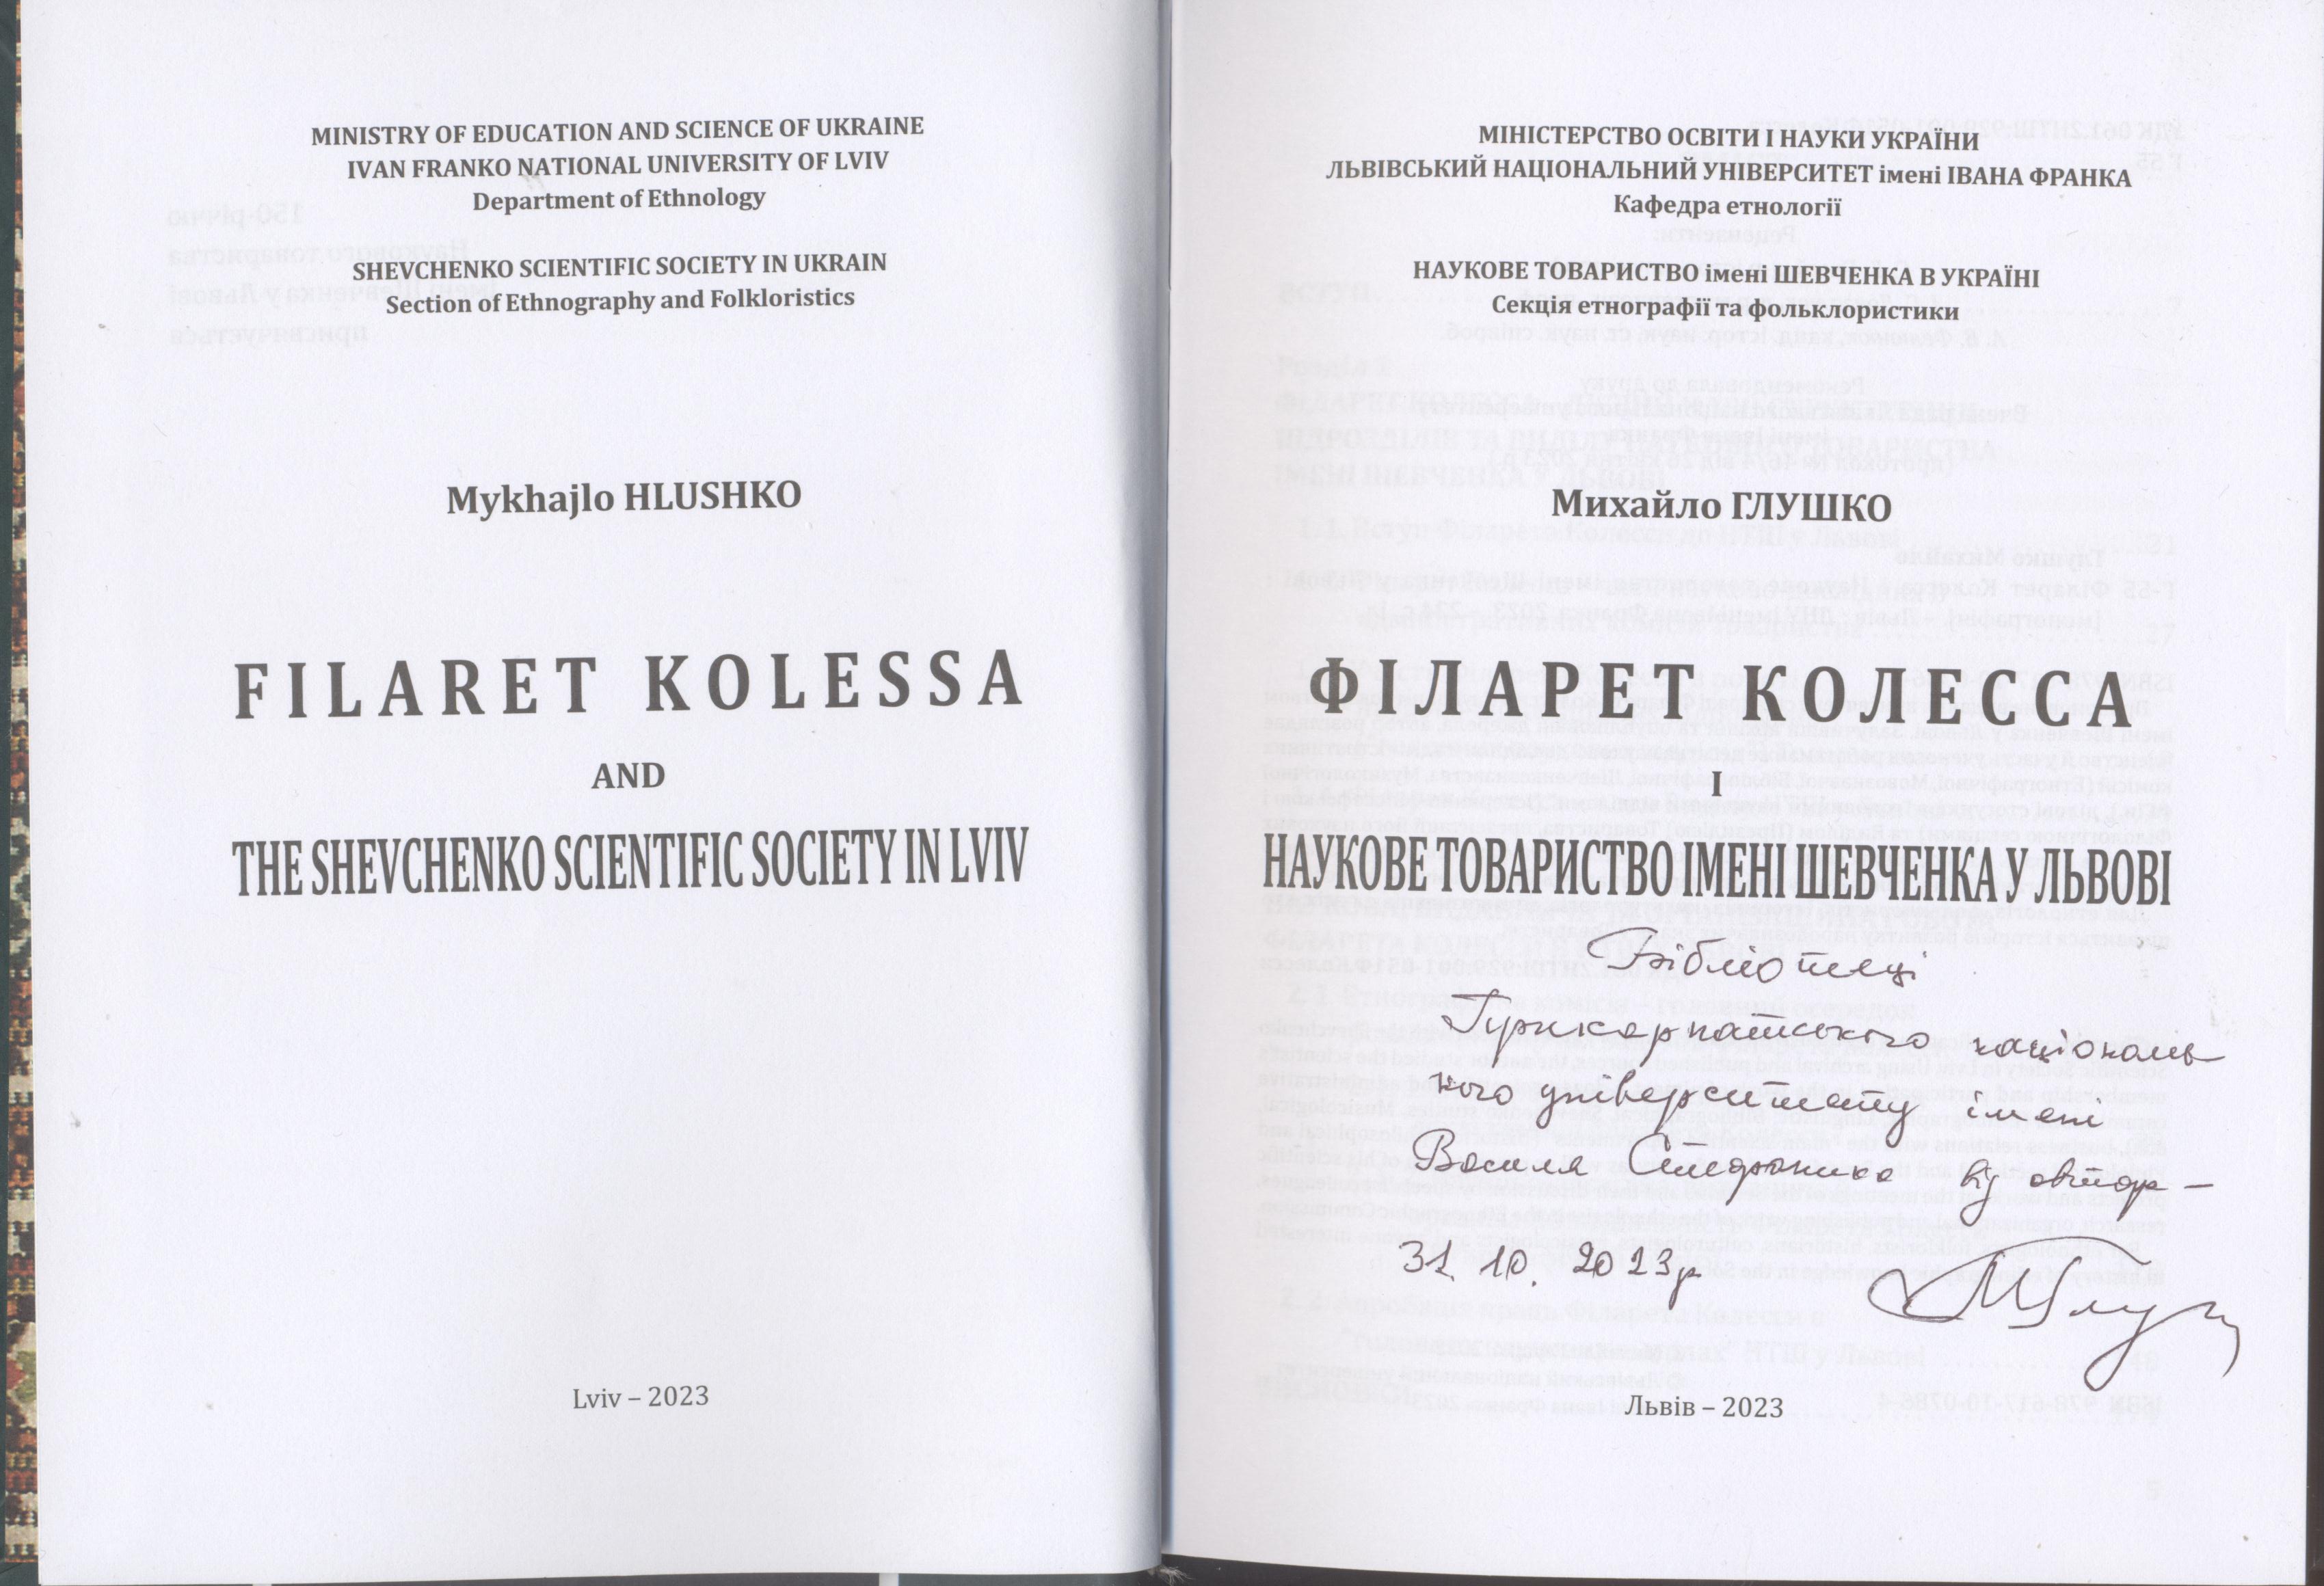 MINISTRY OF EDUCATION AND SCIENCE OF UKRAINE
IVAN FRANKO NATIONAL UNIVERSITY OF LVIV
Department of Ethnology
SHEVCHENKO SCIENTIFIC SOCIETY IN UKRAIN
Section of Ethnography and Folkloristics
Mykhajlo HLUSHKO
FILARET KOLESSA
AND
THE SHEVCHENKO SCIENTIFIC SOCIETY IN LVIV
Lviv – 2023
МІНІСТЕРСТВО ОСВІТИ І НАУКИ УКРАЇНИ
ЛЬВІВСЬКИЙ НАЦІОНАЛЬНИЙ УНІВЕРСИТЕТ імені ІВАНА ФРАНКА
Кафедра етнології
НАУКОВЕ ТОВАРИСТВО імені ШЕВЧЕНКА В УКРАЇНІ
Секція етнографії та фольклористики
Михайло ГЛУШКО
ФІЛАРЕТ КОЛЕССА
І
НАУКОВЕ ТОВАРИСТВО ІМЕНІ ШЕВЧЕНКА У ЛЬВОВІ
Бібліотеці
Прикарпатського національ-
ного університету імені
Василя Стефаника від автора –
31. 10. 2023 р
Львів – 2023